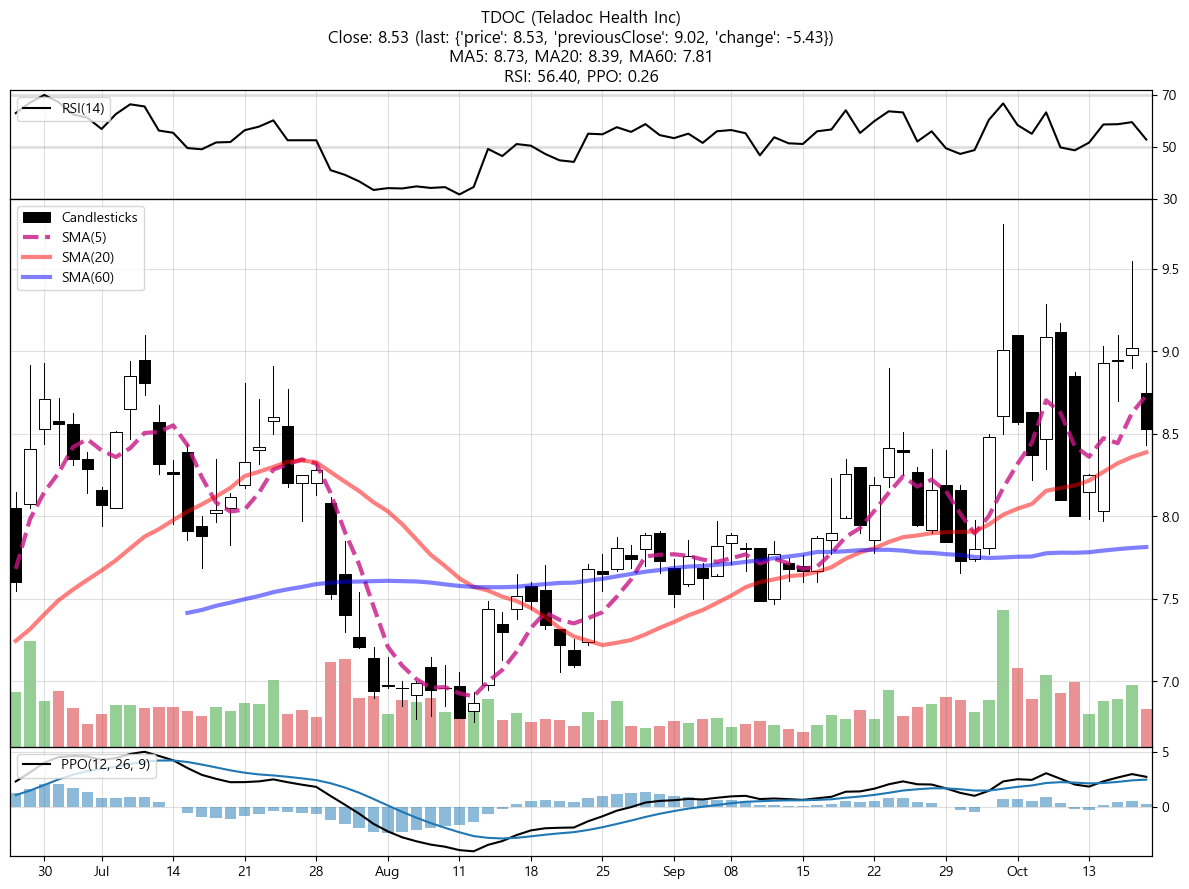 TDOC (Teladoc Health Inc)
Close: 8.53 (last: {'price': 8.53, 'previousClose': 9.02, 'change': -5.43})
MA5: 8.73, MA20: 8.39, MA60: 7.81
RSI: 56.40, PPO: 0.26
RSI(14)
70
50
30
Candlesticks
SMA(5)
SMA(20)
SMA(60)
9.5
9.0
8.5
8.0
7.5
7.0
PPO(12, 26, 9)
5
0
30 Jul 14 21 28 Aug 11 18 25 Sep 08 15 22 29 Oct 13